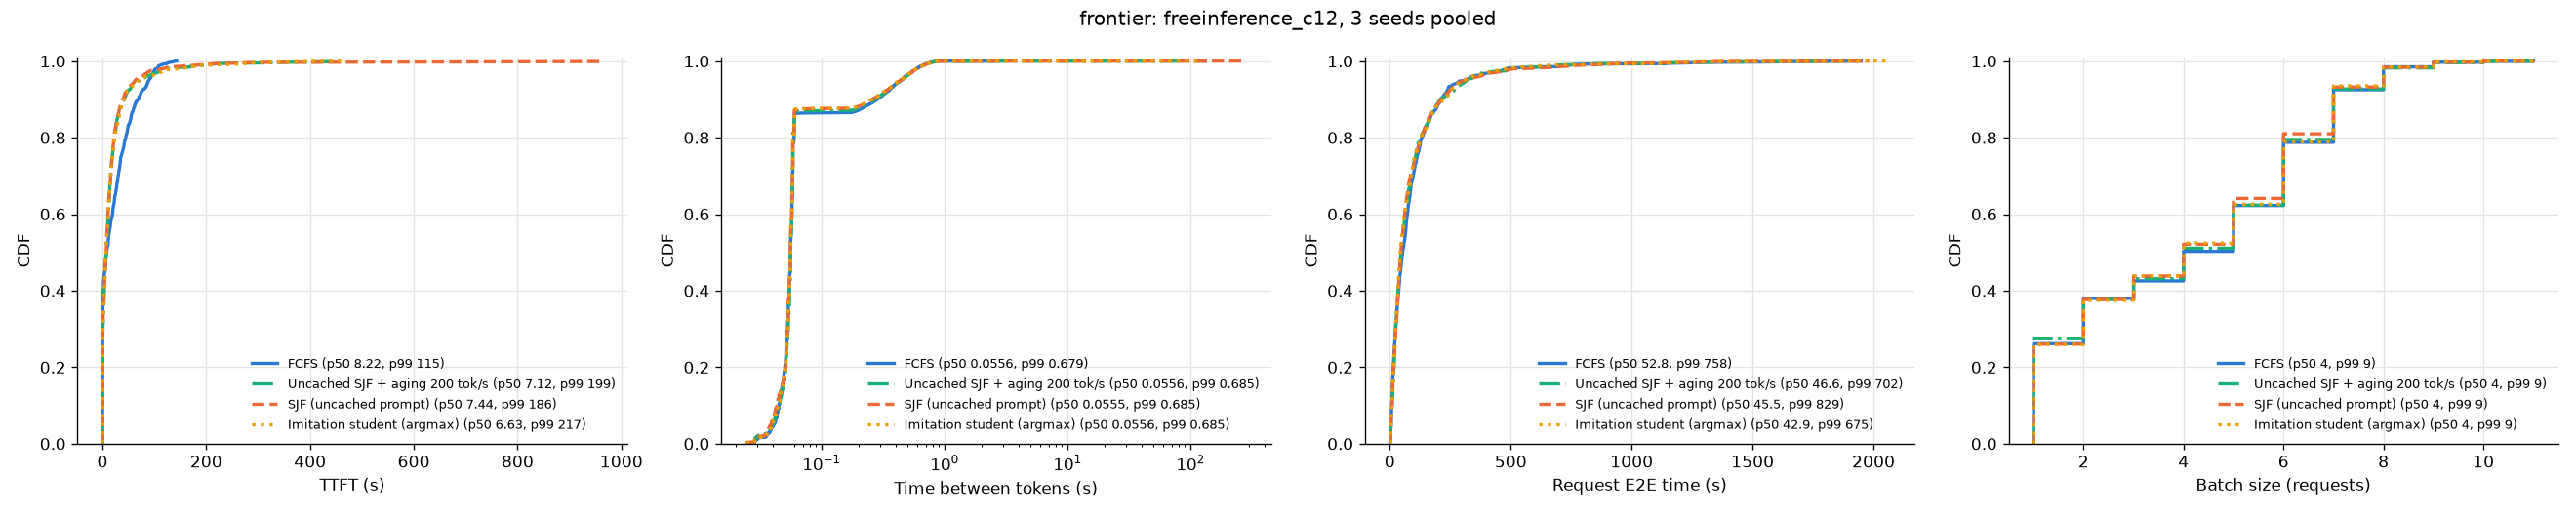 frontier: freeinference_c12, 3 seeds pooled
CDF
1.0
0.8
0.6
0.4
0.2
0.0
FCFS (p50 8.22, p99 115)
Uncached SJF + aging 200 tok/s (p50 7.12, p99 199)
SJF (uncached prompt) (p50 7.44, p99 186)
Imitation student (argmax) (p50 6.63, p99 217)
0 200 400 600 800 1000
TTFT (s)
CDF
1.0
0.8
0.6
0.4
0.2
0.0
FCFS (p50 0.0556, p99 0.679)
Uncached SJF + aging 200 tok/s (p50 0.0556, p99 0.685)
SJF (uncached prompt) (p50 0.0555, p99 0.685)
Imitation student (argmax) (p50 0.0556, p99 0.685)
10⁻¹ 10⁰ 10¹ 10²
Time between tokens (s)
CDF
1.0
0.8
0.6
0.4
0.2
0.0
FCFS (p50 52.8, p99 758)
Uncached SJF + aging 200 tok/s (p50 46.6, p99 702)
SJF (uncached prompt) (p50 45.5, p99 829)
Imitation student (argmax) (p50 42.9, p99 675)
0 500 1000 1500 2000
Request E2E time (s)
CDF
1.0
0.8
0.6
0.4
0.2
0.0
FCFS (p50 4, p99 9)
Uncached SJF + aging 200 tok/s (p50 4, p99 9)
SJF (uncached prompt) (p50 4, p99 9)
Imitation student (argmax) (p50 4, p99 9)
2 4 6 8 10
Batch size (requests)